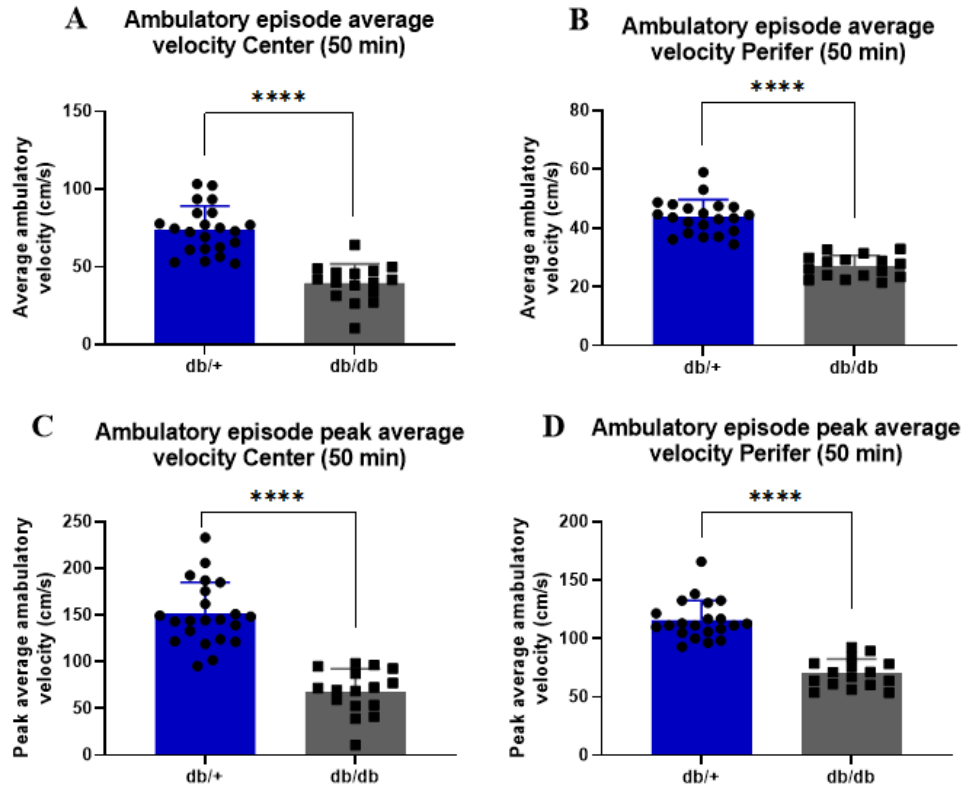 A
Ambulatory episode average
velocity Center (50 min)
Average ambulatory
velocity (cm/s)
150
100
50
0
****
db/+
db/db
B
Ambulatory episode average
velocity Perifer (50 min)
Average ambulatory
velocity (cm/s)
80
60
40
20
0
****
db/+
db/db
C
Ambulatory episode peak average
velocity Center (50 min)
Peak average amabulatory
velocity (cm/s)
250
200
150
100
50
0
****
db/+
db/db
D
Ambulatory episode peak average
velocity Perifer (50 min)
Peak average ambulatory
velocity (cm/s)
200
150
100
50
0
****
db/+
db/db